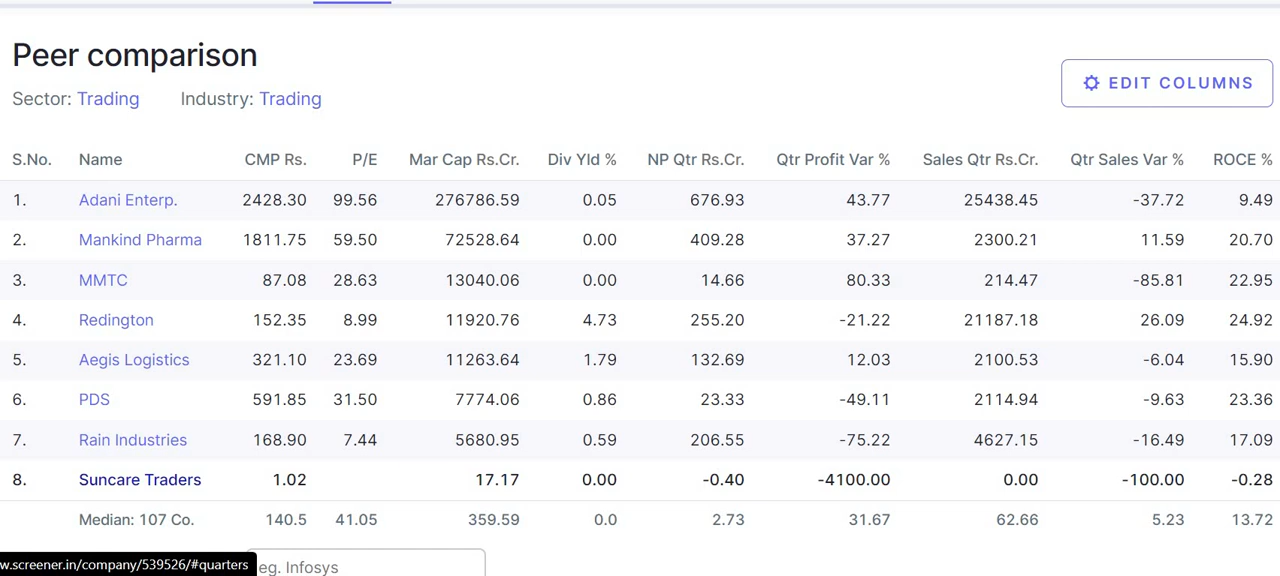 Peer comparison
Sector: Trading Industry: Trading
EDIT COLUMNS
S.No. Name CMP Rs. P/E Mar Cap Rs.Cr. Div Yld % NP Qtr Rs.Cr. Qtr Profit Var % Sales Qtr Rs.Cr. Qtr Sales Var % ROCE %
1. Adani Enterp. 2428.30 99.56 276786.59 0.05 676.93 43.77 25438.45 -37.72 9.49
2. Mankind Pharma 1811.75 59.50 72528.64 0.00 409.28 37.27 2300.21 11.59 20.70
3. MMTC 87.08 28.63 13040.06 0.00 14.66 80.33 214.47 -85.81 22.95
4. Redington 152.35 8.99 11920.76 4.73 255.20 -21.22 21187.18 26.09 24.92
5. Aegis Logistics 321.10 23.69 11263.64 1.79 132.69 12.03 2100.53 -6.04 15.90
6. PDS 591.85 31.50 7774.06 0.86 23.33 -49.11 2114.94 -9.63 23.36
7. Rain Industries 168.90 7.44 5680.95 0.59 206.55 -75.22 4627.15 -16.49 17.09
8. Suncare Traders 1.02 17.17 0.00 -0.40 -4100.00 0.00 -100.00 -0.28
Median: 107 Co. 140.5 41.05 359.59 0.0 2.73 31.67 62.66 5.23 13.72
w.screener.in/company/539526/#quarters eg. Infosys